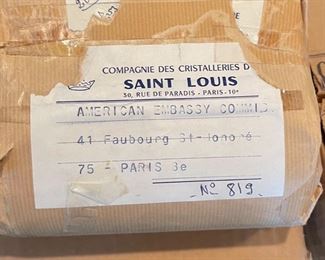 COMPAGNIE DES CRISTALLERIES D
SAINT LOUIS
30, RUE DE PARADIS - PARIS-10e
AMERICAN EMBASSY COMMIS
41 Faubourg St-Honoré
75 - PARIS 8e
No 819